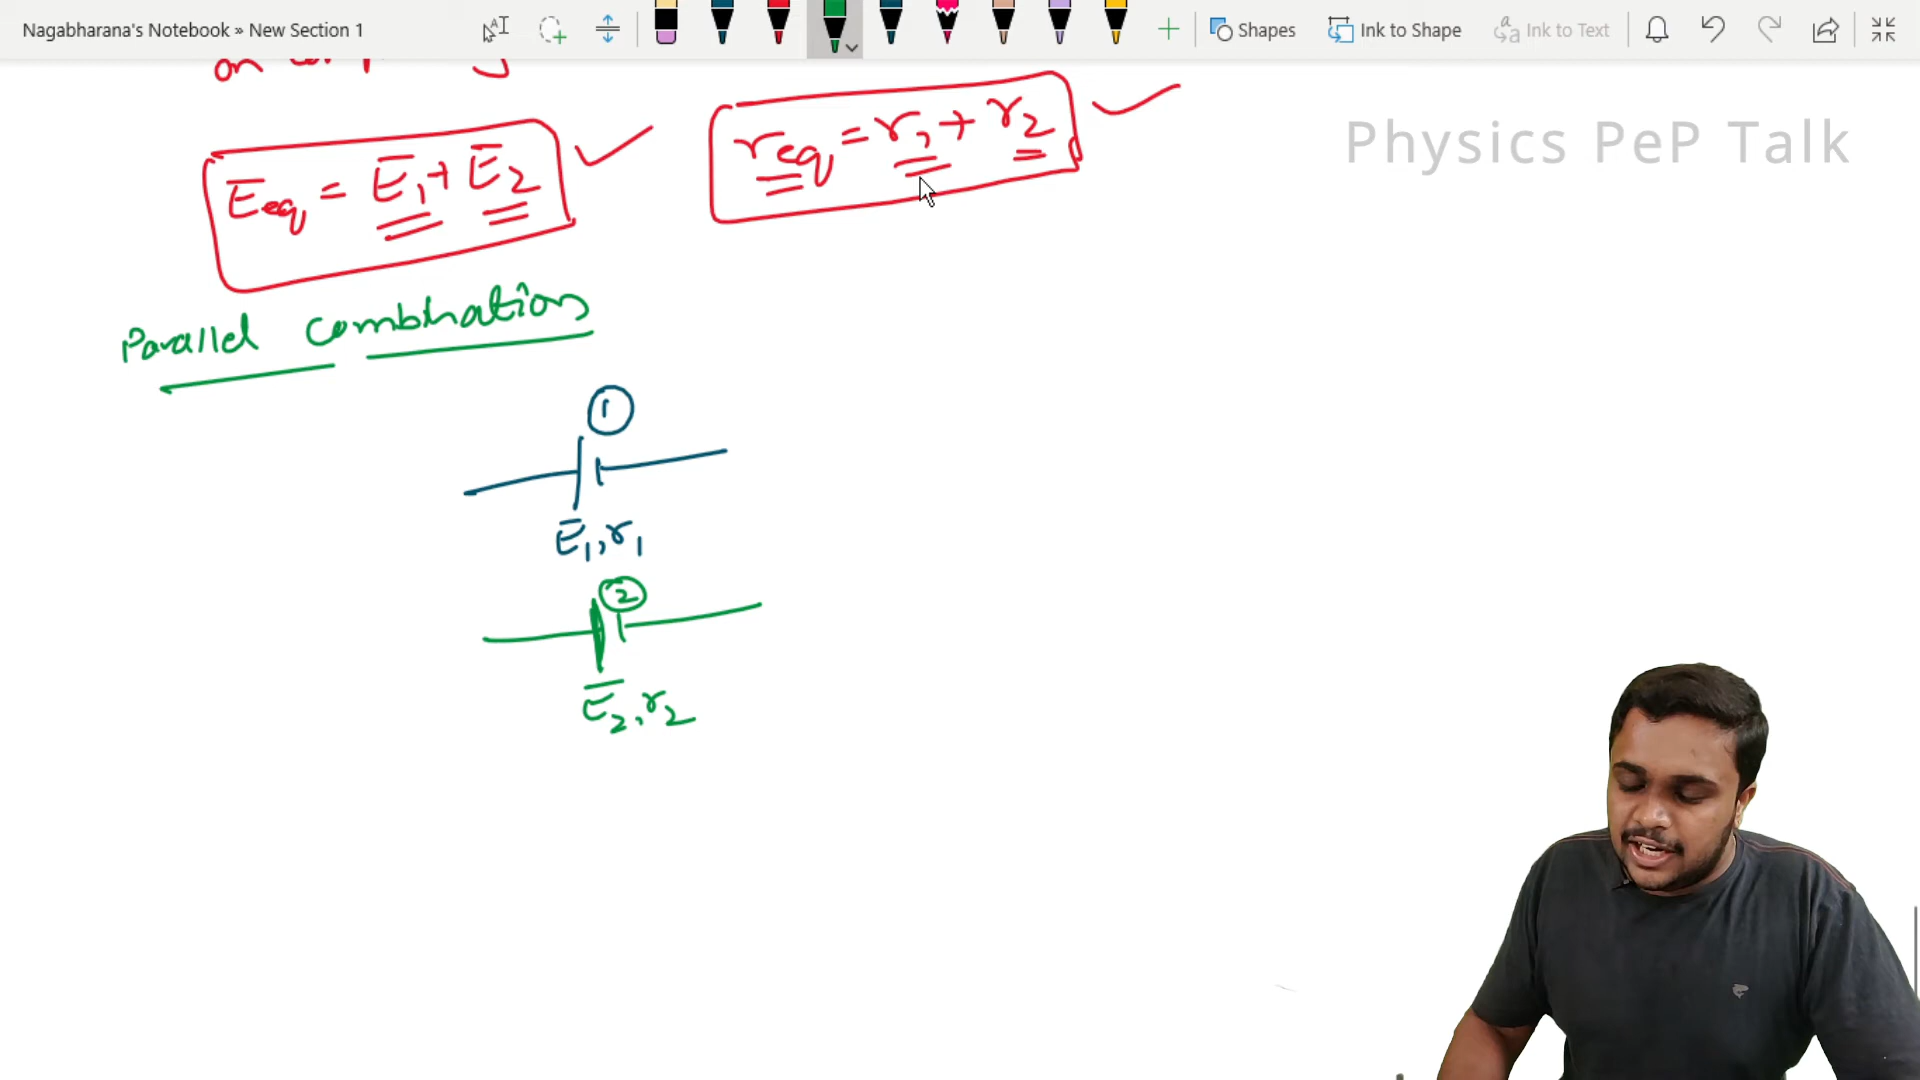 Nagabharana's Notebook » New Section 1
Shapes
Ink to Shape
Ink to Text
on
Physics PeP Talk
Eeq = E1 + E2
req = r1 + r2
Parallel combination
1
E1, r1
2
E2, r2